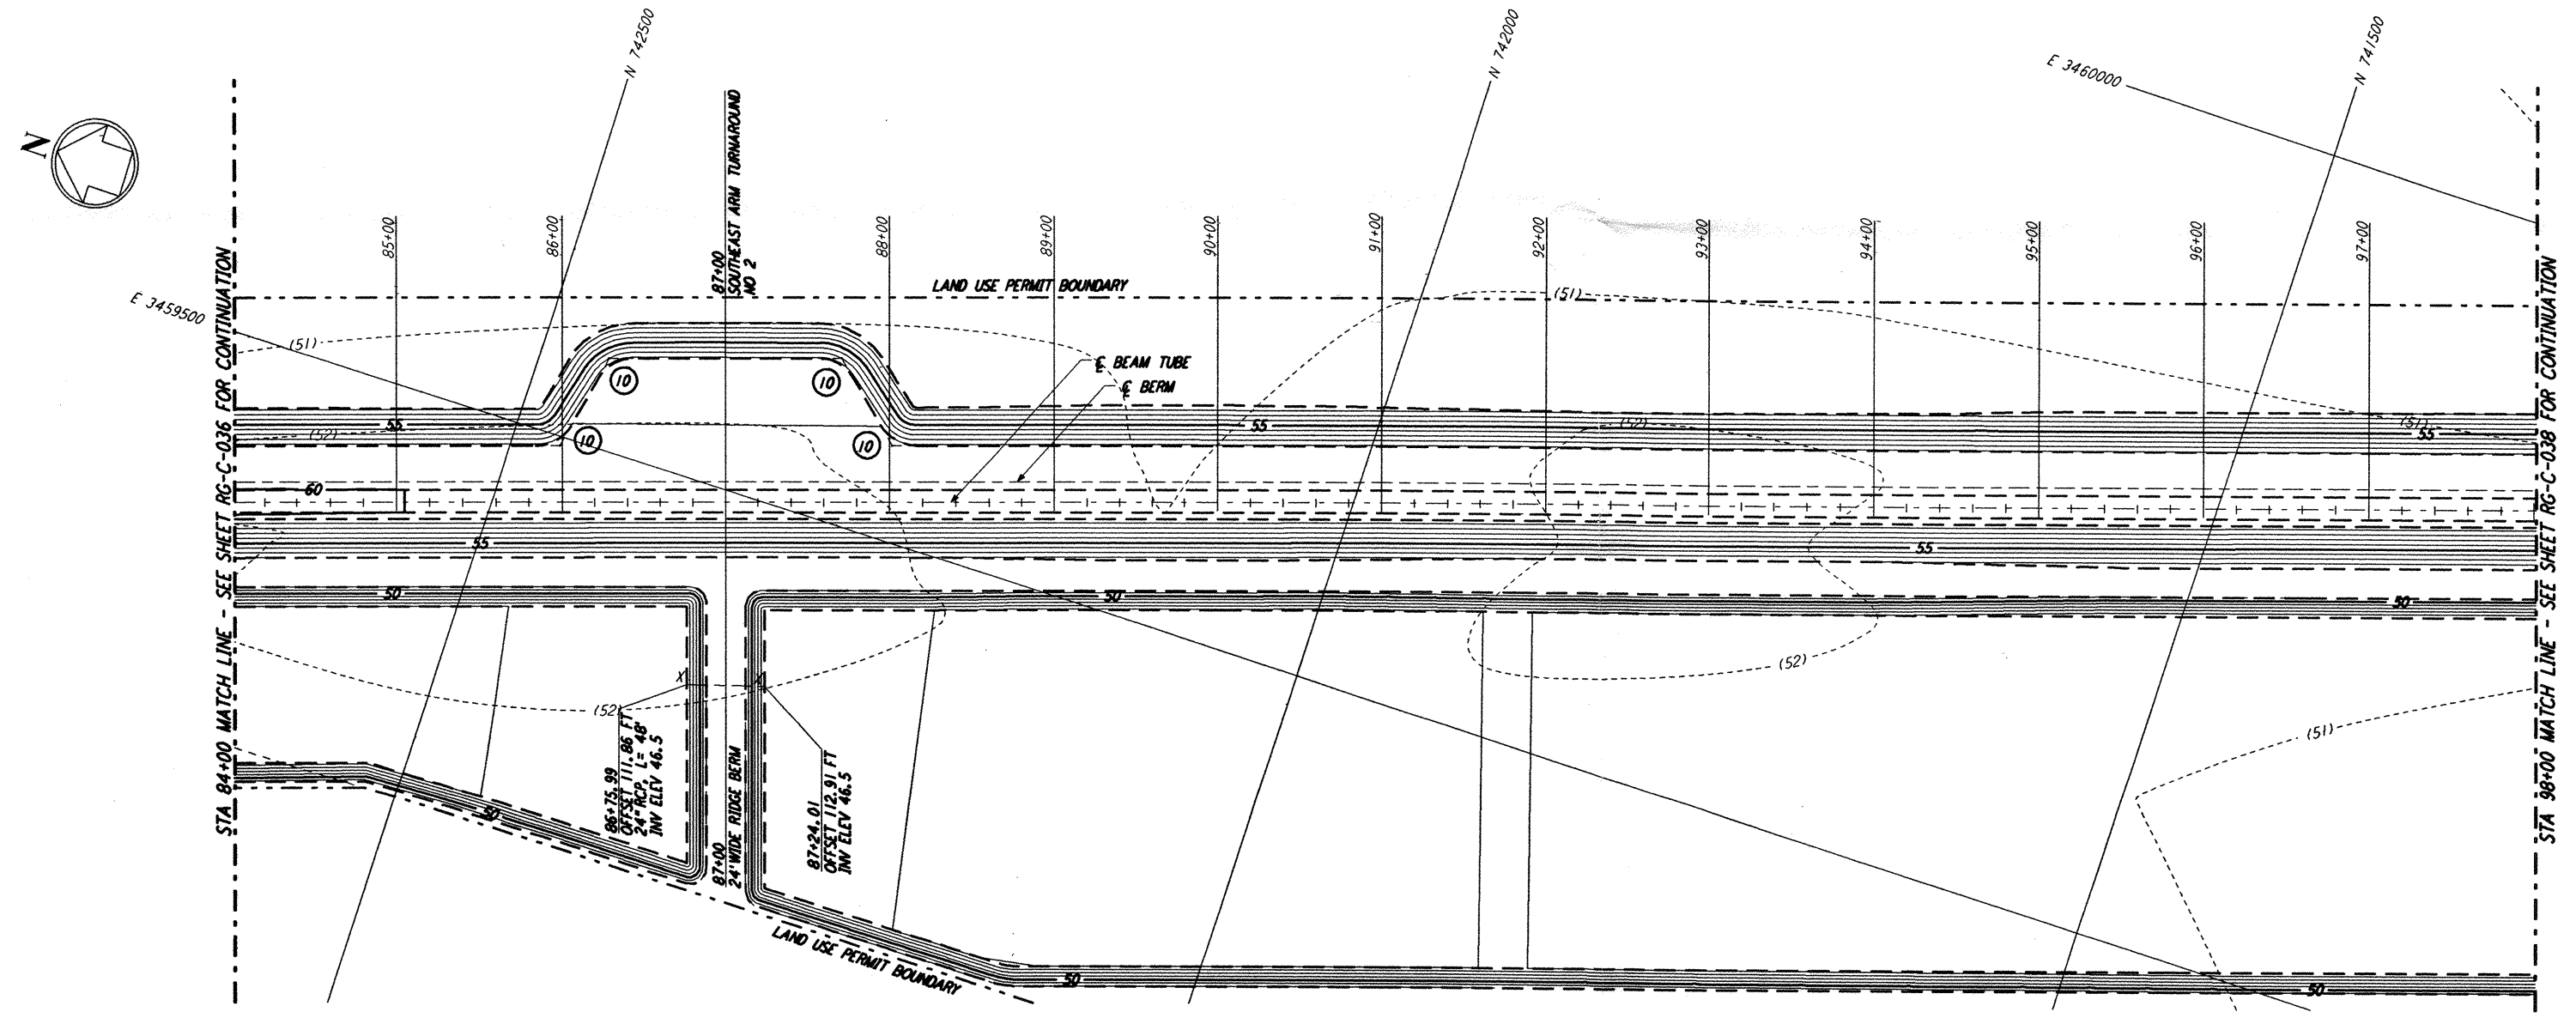 N
N 742500
N 742000
N 741500
E 3460000
E 3459500
STA 84+00 MATCH LINE - SEE SHEET RG-C-036 FOR CONTINUATION
85+00
86+00
87+00
SOUTHEAST ARM TURNAROUND
NO 2
88+00
89+00
90+00
91+00
92+00
93+00
94+00
95+00
96+00
97+00
STA 98+00 MATCH LINE - SEE SHEET RG-C-038 FOR CONTINUATION
LAND USE PERMIT BOUNDARY
(51)
(51)
℄ BEAM TUBE
℄ BERM
10
10
10
10
55
(52)
55
(52)
(51)
55
60
55
55
50
50
50
X
X
(52)
(52)
(51)
86+75.99
OFFSET 111.86 FT
24" RCP, L= 48'
INV ELEV 46.5
87+00
24' WIDE RIDGE BERM
87+24.01
OFFSET 112.91 FT
INV ELEV 46.5
50
LAND USE PERMIT BOUNDARY
50
50